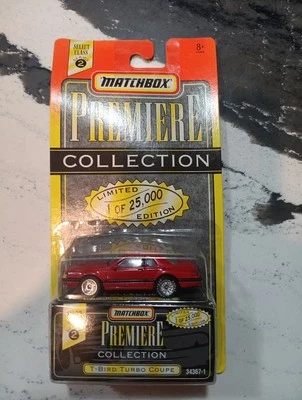 SELECT
CLASS
2
8+
MATCHBOX
PREMIERE
COLLECTION
LIMITED
1 OF 25,000
EDITION
MATCHBOX
2
PREMIERE
COLLECTION
T-BIRD TURBO COUPE
34367-1